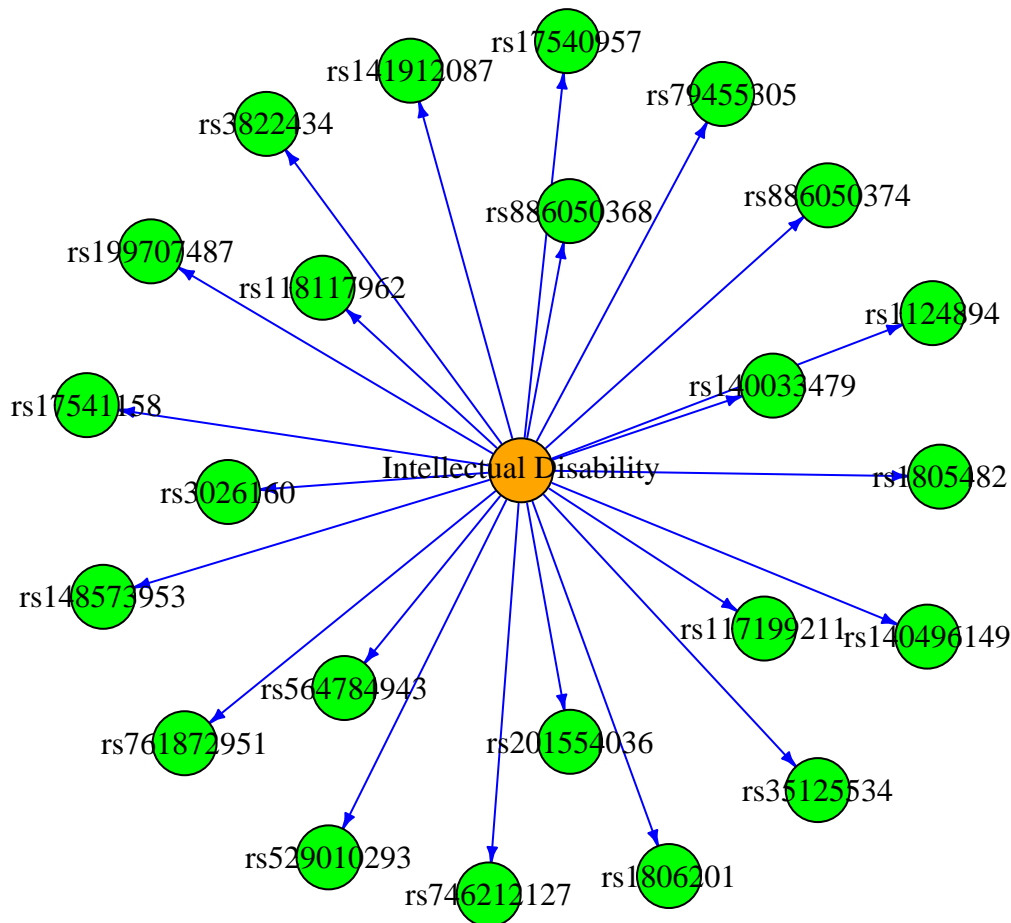 rs17540957
rs141912087
rs79455305
rs3822434
rs886050374
rs886050368
rs199707487
rs118117962
rs1124894
rs140033479
rs17541158
Intellectual Disability
rs1805482
rs3026160
rs148573953
rs117199211
rs140496149
rs564784943
rs761872951
rs201554036
rs35125534
rs529010293
rs1806201
rs746212127